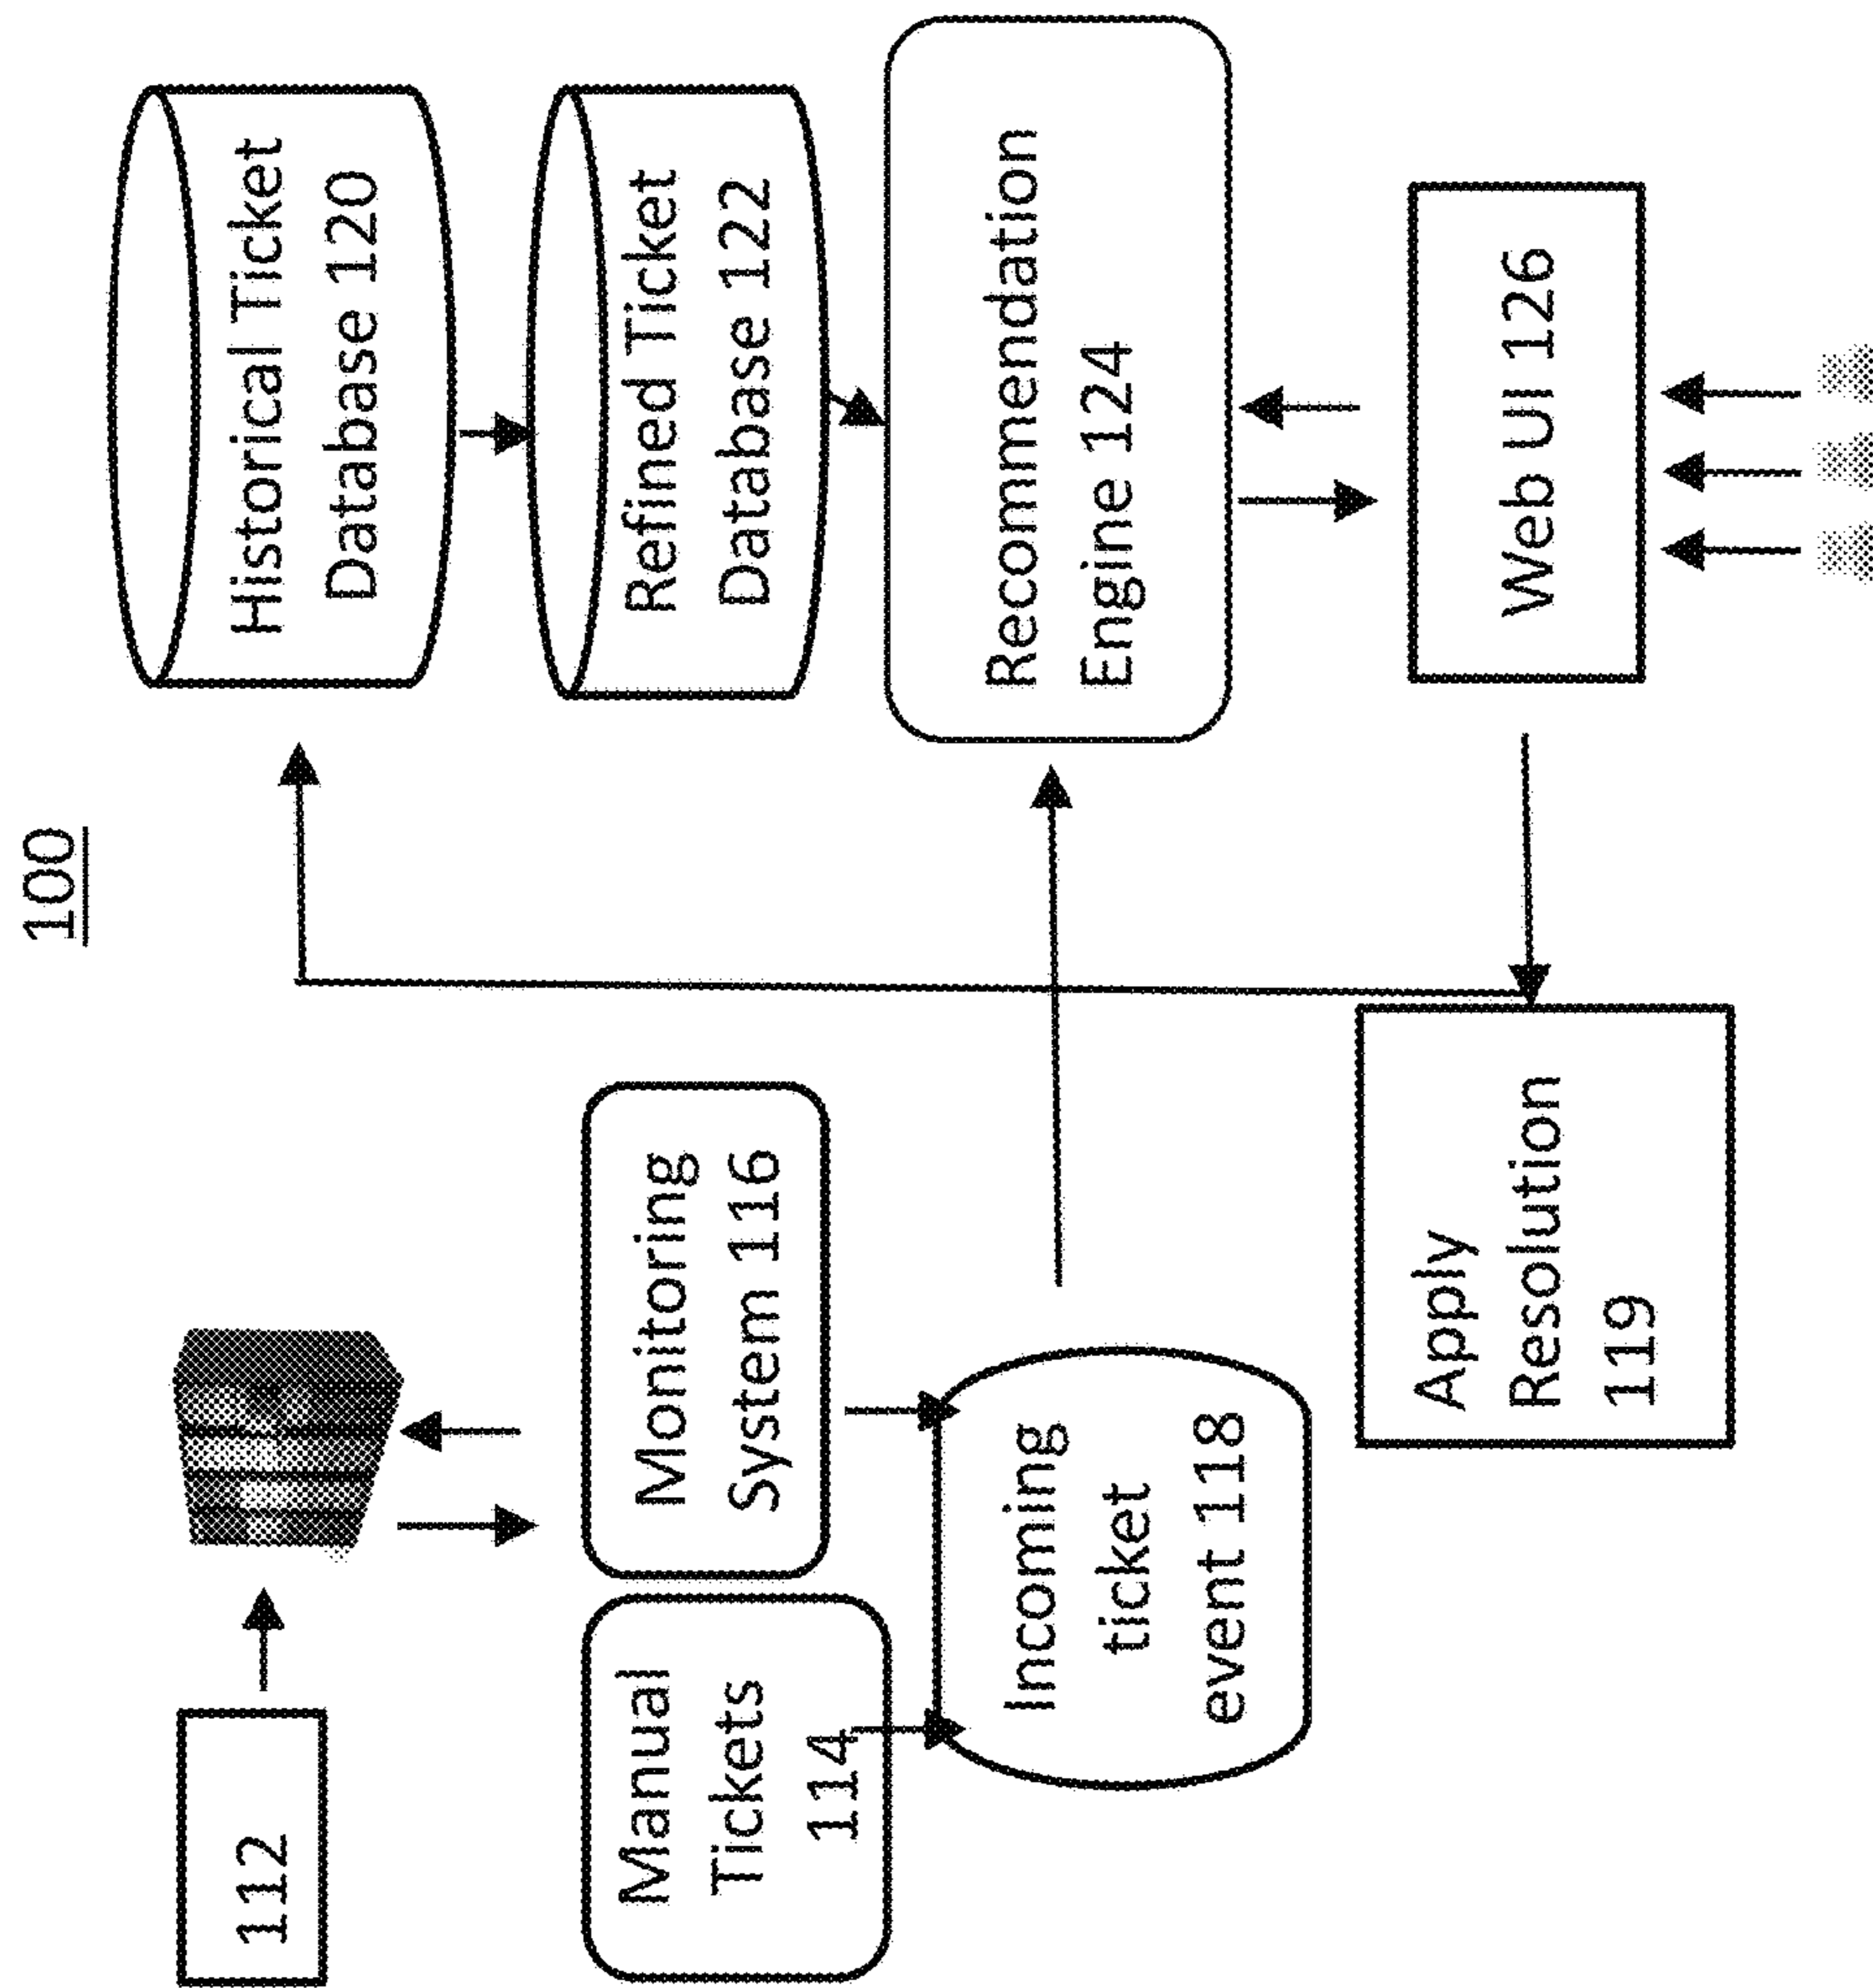 100
112
Manual
Tickets
114
Monitoring
System 116
Incoming
ticket
event 118
Apply
Resolution
119
Historical Ticket
Database 120
Refined Ticket
Database 122
Recommendation
Engine 124
Web UI 126